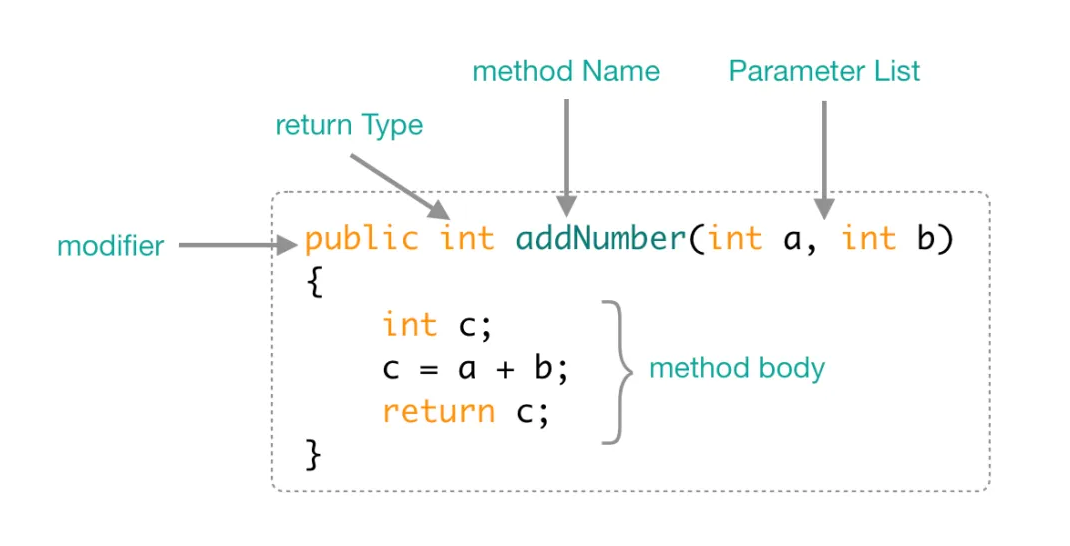 method Name
Parameter List
return Type
modifier
public int addNumber(int a, int b)
{
int c;
c = a + b;
return c;
}
method body